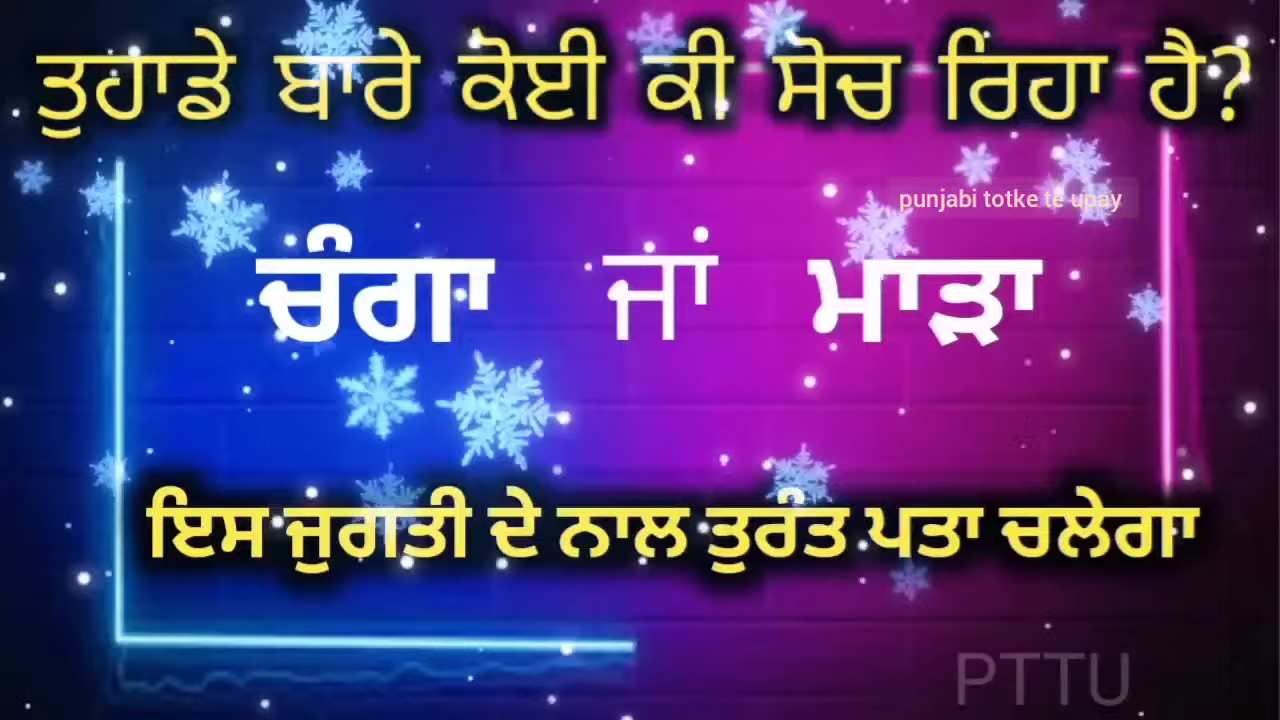 ਤੁਹਾਡੇ ਬਾਰੇ ਕੋਈ ਕੀ ਸੋਚ ਰਿਹਾ ਹੈ?
punjabi totke te upay
ਚੰਗਾ ਜਾਂ ਮਾੜਾ
ਇਸ ਜੁਗਤੀ ਦੇ ਨਾਲ ਤੁਰੰਤ ਪਤਾ ਚਲੇਗਾ
PTTU